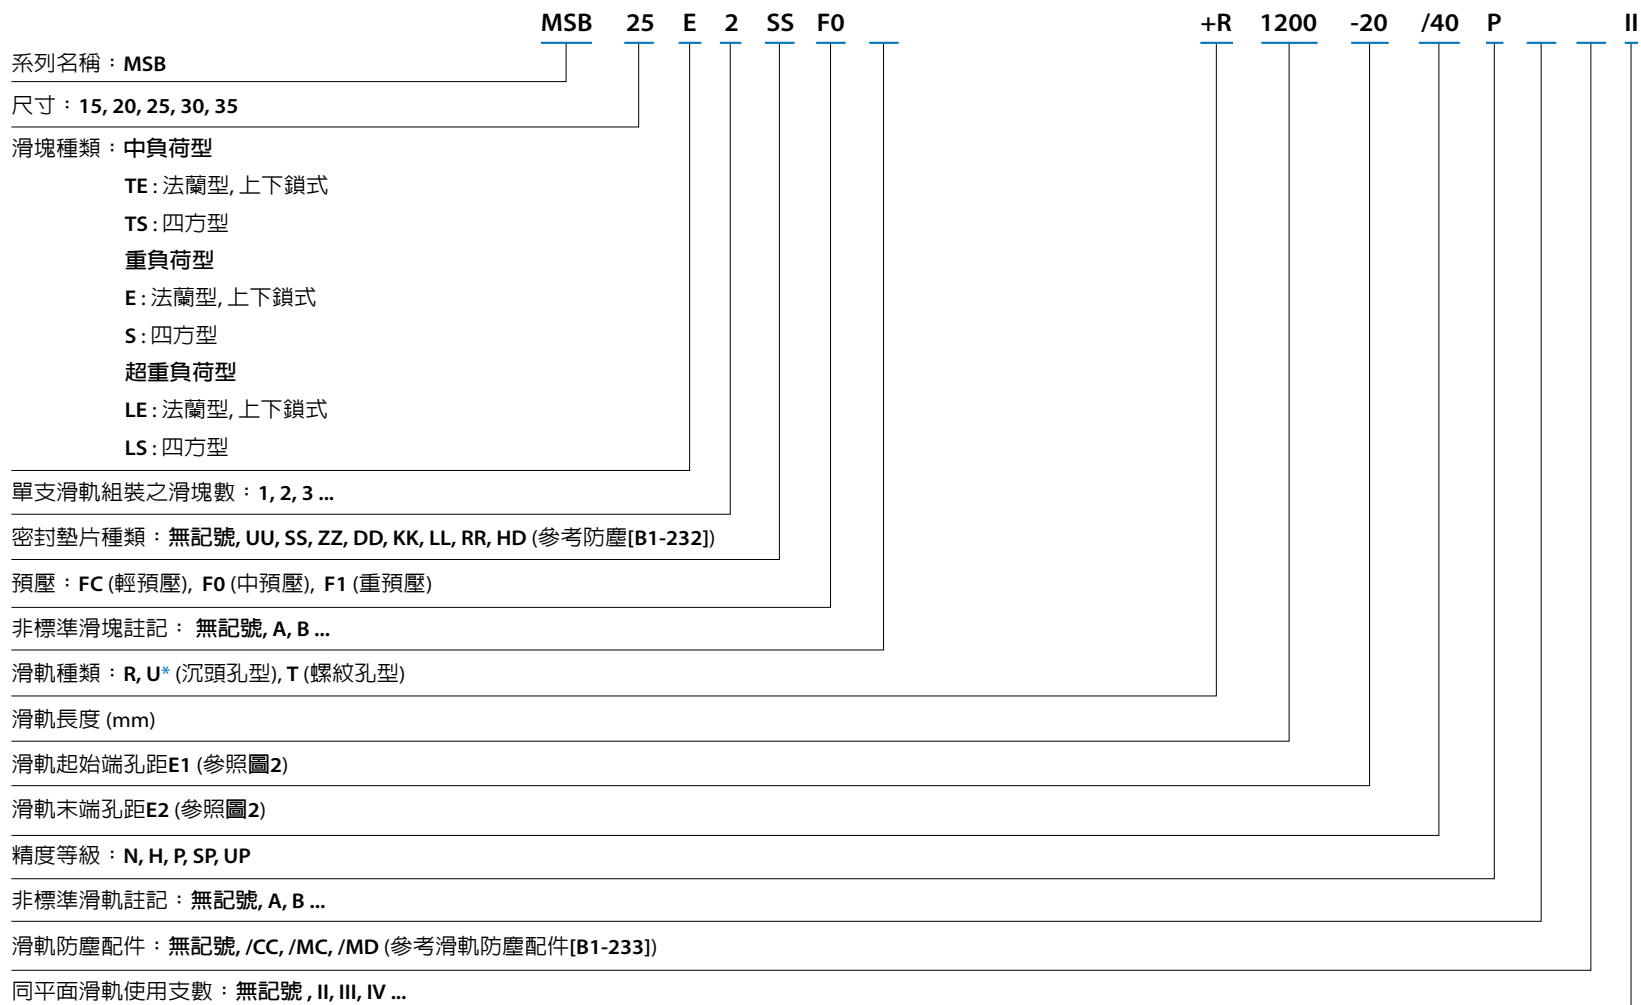 MSB 25 E 2 SS F0 +R 1200 -20 /40 P II
系列名稱：MSB
尺寸：15, 20, 25, 30, 35
滑塊種類：中負荷型
TE : 法蘭型, 上下鎖式
TS : 四方型
重負荷型
E : 法蘭型, 上下鎖式
S : 四方型
超重負荷型
LE : 法蘭型, 上下鎖式
LS : 四方型
單支滑軌組裝之滑塊數：1, 2, 3 ...
密封墊片種類：無記號, UU, SS, ZZ, DD, KK, LL, RR, HD (參考防塵[B1-232])
預壓：FC (輕預壓), F0 (中預壓), F1 (重預壓)
非標準滑塊註記： 無記號, A, B ...
滑軌種類：R, U* (沉頭孔型), T (螺紋孔型)
滑軌長度 (mm)
滑軌起始端孔距E1 (參照圖2)
滑軌末端孔距E2 (參照圖2)
精度等級：N, H, P, SP, UP
非標準滑軌註記：無記號, A, B ...
滑軌防塵配件：無記號, /CC, /MC, /MD (參考滑軌防塵配件[B1-233])
同平面滑軌使用支數：無記號 , II, III, IV ...